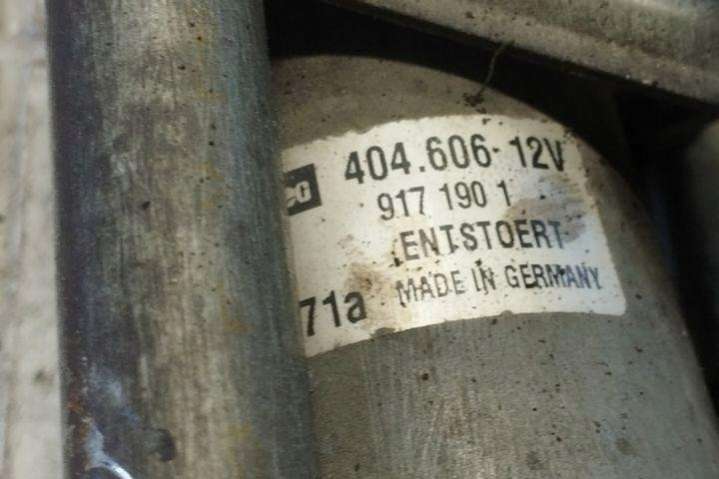 404.606-12V
917 190 1
ENTSTOERT
71a MADE IN GERMANY